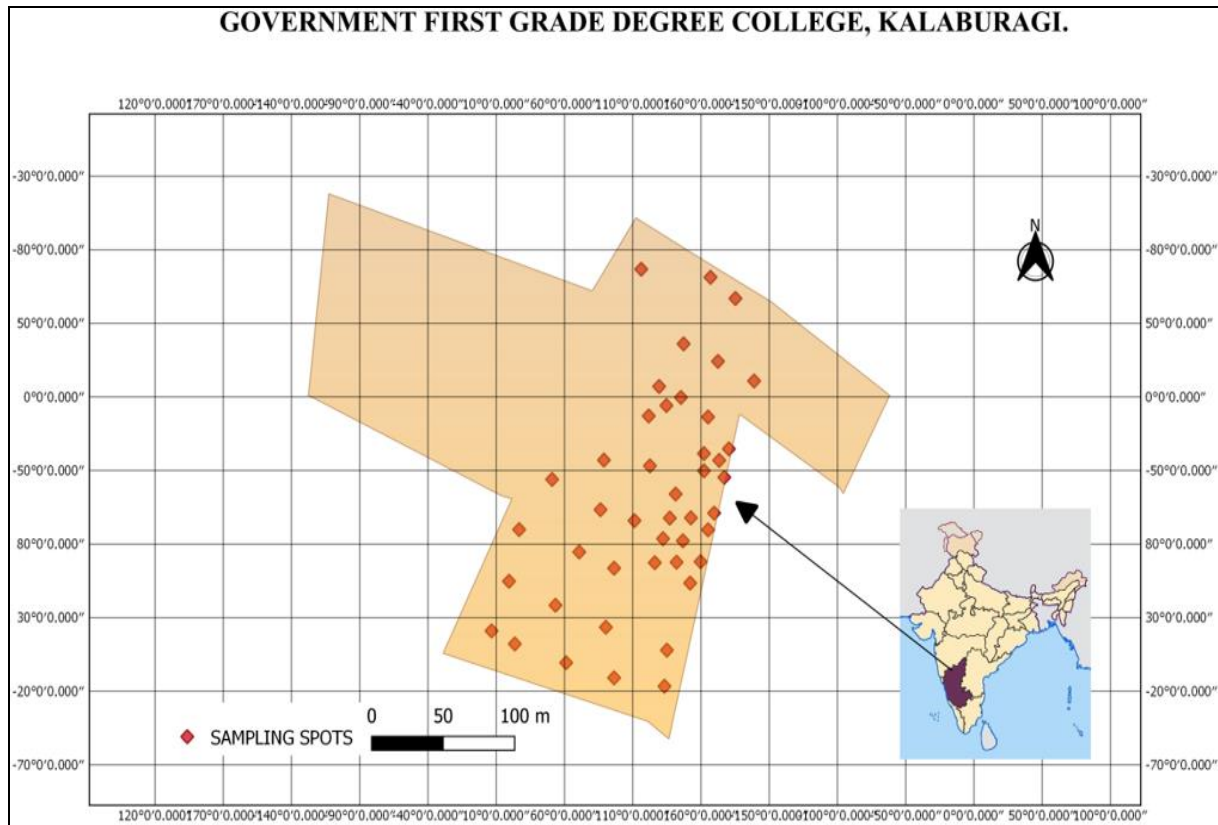 GOVERNMENT FIRST GRADE DEGREE COLLEGE, KALABURAGI.
120°0'0.000"170°0'0.000"-140°0'0.000"-90°0'0.000"-40°0'0.000"10°0'0.000"60°0'0.000"110°0'0.000"160°0'0.000"-150°0'0.000"-100°0'0.000"-50°0'0.000"0°0'0.000"50°0'0.000"100°0'0.000"
-30°0'0.000" -30°0'0.000"
N
-80°0'0.000" -80°0'0.000"
50°0'0.000" 50°0'0.000"
0°0'0.000" 0°0'0.000"
-50°0'0.000" -50°0'0.000"
80°0'0.000" 80°0'0.000"
30°0'0.000" 30°0'0.000"
-20°0'0.000" -20°0'0.000"
0 50 100 m
SAMPLING SPOTS
-70°0'0.000" -70°0'0.000"
120°0'0.000"170°0'0.000"-140°0'0.000"-90°0'0.000"-40°0'0.000"10°0'0.000"60°0'0.000"110°0'0.000"160°0'0.000"-150°0'0.000"-100°0'0.000"-50°0'0.000"0°0'0.000"50°0'0.000"100°0'0.000"